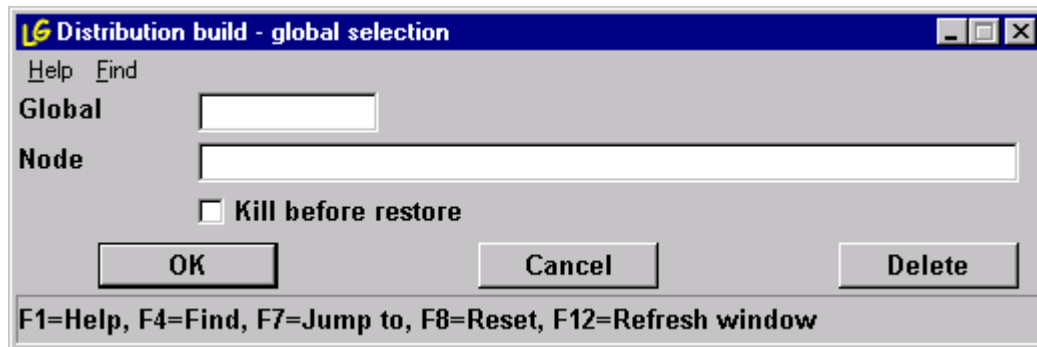 LG Distribution build - global selection
Help Find
Global
Node
Kill before restore
OK Cancel Delete
F1=Help, F4=Find, F7=Jump to, F8=Reset, F12=Refresh window